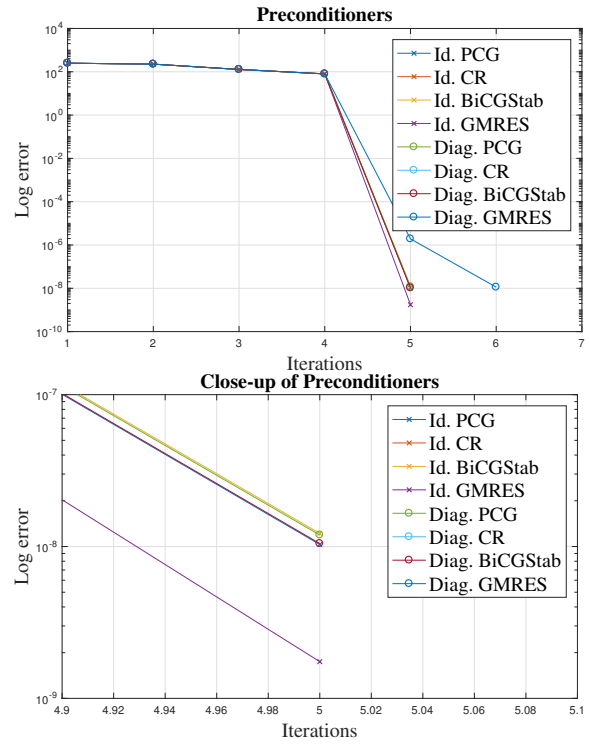 Preconditioners
10^4
10^2
10^0
10^-2
10^-4
10^-6
10^-8
10^-10
Log error
Id. PCG
Id. CR
Id. BiCGStab
Id. GMRES
Diag. PCG
Diag. CR
Diag. BiCGStab
Diag. GMRES
1 2 3 4 5 6 7
Iterations
Close-up of Preconditioners
10^-7
10^-8
10^-9
Log error
Id. PCG
Id. CR
Id. BiCGStab
Id. GMRES
Diag. PCG
Diag. CR
Diag. BiCGStab
Diag. GMRES
4.9 4.92 4.94 4.96 4.98 5 5.02 5.04 5.06 5.08 5.1
Iterations